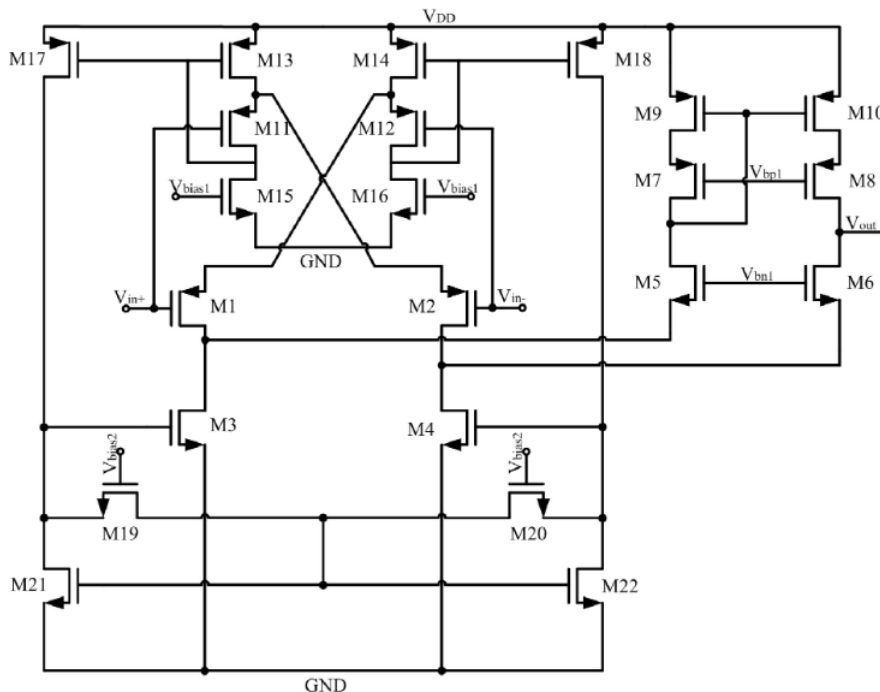 VDD
M17
M13
M14
M18
M9
M10
M11
M12
M7
Vbp1
M8
Vbias1
M15
M16
Vbias1
Vout
GND
M5
Vbn1
M6
Vin+
M1
M2
Vin-
M3
M4
Vbias2
Vbias2
M19
M20
M21
M22
GND